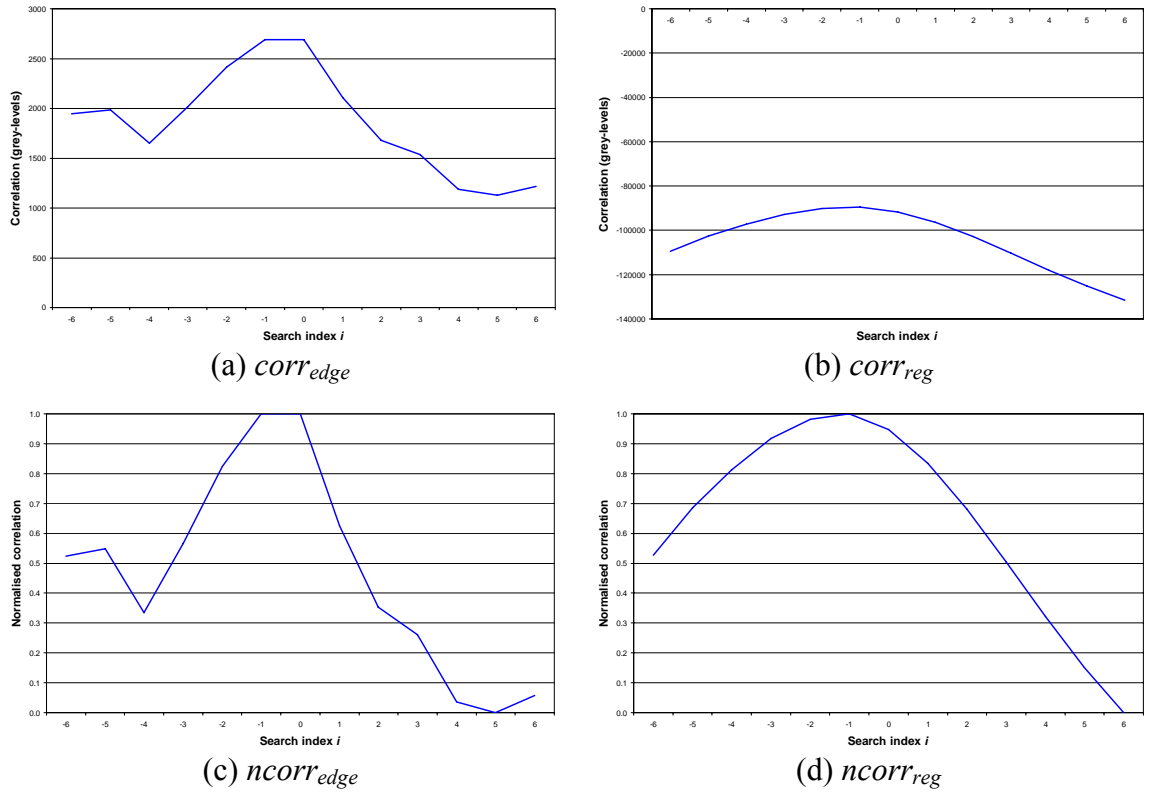 3000
2500
2000
1500
1000
500
0
Correlation (grey-levels)
-6 -5 -4 -3 -2 -1 0 1 2 3 4 5 6
Search index i
(a) corr_edge
0
-20000
-40000
-60000
-80000
-100000
-120000
-140000
Correlation (grey-levels)
-6 -5 -4 -3 -2 -1 0 1 2 3 4 5 6
Search index i
(b) corr_reg
1.0
0.9
0.8
0.7
0.6
0.5
0.4
0.3
0.2
0.1
0.0
Normalised correlation
-6 -5 -4 -3 -2 -1 0 1 2 3 4 5 6
Search index i
(c) ncorr_edge
1.0
0.9
0.8
0.7
0.6
0.5
0.4
0.3
0.2
0.1
0.0
Normalised correlation
-6 -5 -4 -3 -2 -1 0 1 2 3 4 5 6
Search index i
(d) ncorr_reg